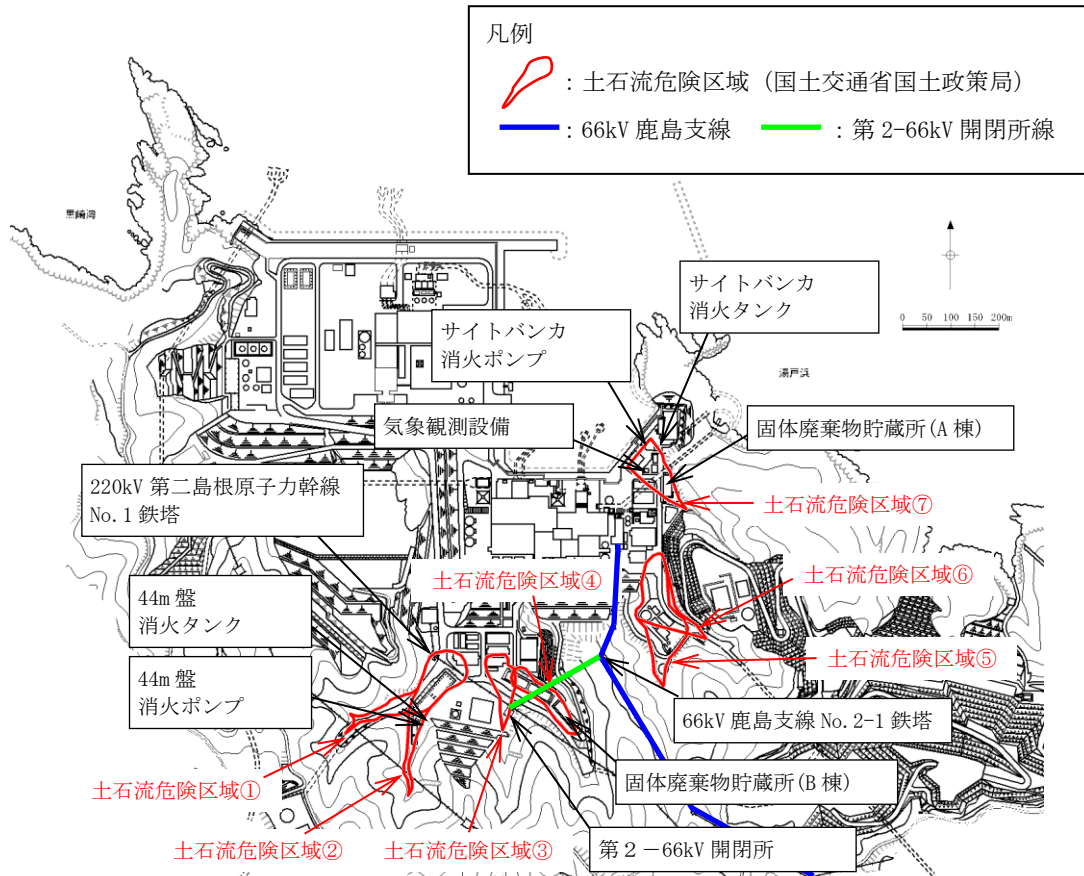 凡例
：土石流危険区域（国土交通省国土政策局）
：66kV 鹿島支線
：第 2-66kV 開閉所線
宇崎湾
サイトバンカ
消火タンク
0 50 100 150 200m
サイトバンカ
消火ポンプ
湯戸浜
気象観測設備
固体廃棄物貯蔵所(A 棟)
220kV 第二島根原子力幹線
No.1 鉄塔
土石流危険区域⑦
土石流危険区域④
土石流危険区域⑥
44m 盤
消火タンク
土石流危険区域⑤
44m 盤
消火ポンプ
66kV 鹿島支線 No.2-1 鉄塔
土石流危険区域①
固体廃棄物貯蔵所(B 棟)
土石流危険区域②
土石流危険区域③
第２－66kV 開閉所